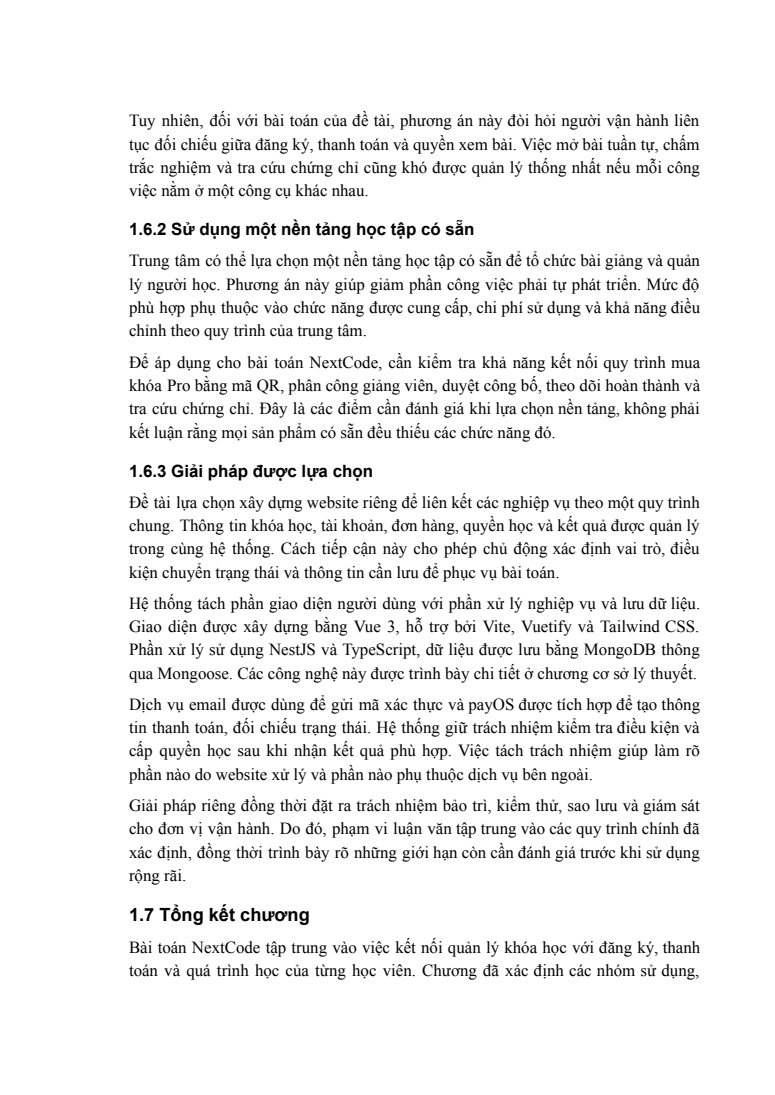 Tuy nhiên, đối với bài toán của đề tài, phương án này đòi hỏi người vận hành liên
tục đối chiếu giữa đăng ký, thanh toán và quyền xem bài. Việc mở bài tuần tự, chấm
trắc nghiệm và tra cứu chứng chỉ cũng khó được quản lý thống nhất nếu mỗi công
việc nằm ở một công cụ khác nhau.
1.6.2 Sử dụng một nền tảng học tập có sẵn
Trung tâm có thể lựa chọn một nền tảng học tập có sẵn để tổ chức bài giảng và quản
lý người học. Phương án này giúp giảm phần công việc phải tự phát triển. Mức độ
phù hợp phụ thuộc vào chức năng được cung cấp, chi phí sử dụng và khả năng điều
chỉnh theo quy trình của trung tâm.
Để áp dụng cho bài toán NextCode, cần kiểm tra khả năng kết nối quy trình mua
khóa Pro bằng mã QR, phân công giảng viên, duyệt công bố, theo dõi hoàn thành và
tra cứu chứng chỉ. Đây là các điểm cần đánh giá khi lựa chọn nền tảng, không phải
kết luận rằng mọi sản phẩm có sẵn đều thiếu các chức năng đó.
1.6.3 Giải pháp được lựa chọn
Đề tài lựa chọn xây dựng website riêng để liên kết các nghiệp vụ theo một quy trình
chung. Thông tin khóa học, tài khoản, đơn hàng, quyền học và kết quả được quản lý
trong cùng hệ thống. Cách tiếp cận này cho phép chủ động xác định vai trò, điều
kiện chuyển trạng thái và thông tin cần lưu để phục vụ bài toán.
Hệ thống tách phần giao diện người dùng với phần xử lý nghiệp vụ và lưu dữ liệu.
Giao diện được xây dựng bằng Vue 3, hỗ trợ bởi Vite, Vuetify và Tailwind CSS.
Phần xử lý sử dụng NestJS và TypeScript, dữ liệu được lưu bằng MongoDB thông
qua Mongoose. Các công nghệ này được trình bày chi tiết ở chương cơ sở lý thuyết.
Dịch vụ email được dùng để gửi mã xác thực và payOS được tích hợp để tạo thông
tin thanh toán, đối chiếu trạng thái. Hệ thống giữ trách nhiệm kiểm tra điều kiện và
cấp quyền học sau khi nhận kết quả phù hợp. Việc tách trách nhiệm giúp làm rõ
phần nào do website xử lý và phần nào phụ thuộc dịch vụ bên ngoài.
Giải pháp riêng đồng thời đặt ra trách nhiệm bảo trì, kiểm thử, sao lưu và giám sát
cho đơn vị vận hành. Do đó, phạm vi luận văn tập trung vào các quy trình chính đã
xác định, đồng thời trình bày rõ những giới hạn còn cần đánh giá trước khi sử dụng
rộng rãi.
1.7 Tổng kết chương
Bài toán NextCode tập trung vào việc kết nối quản lý khóa học với đăng ký, thanh
toán và quá trình học của từng học viên. Chương đã xác định các nhóm sử dụng,